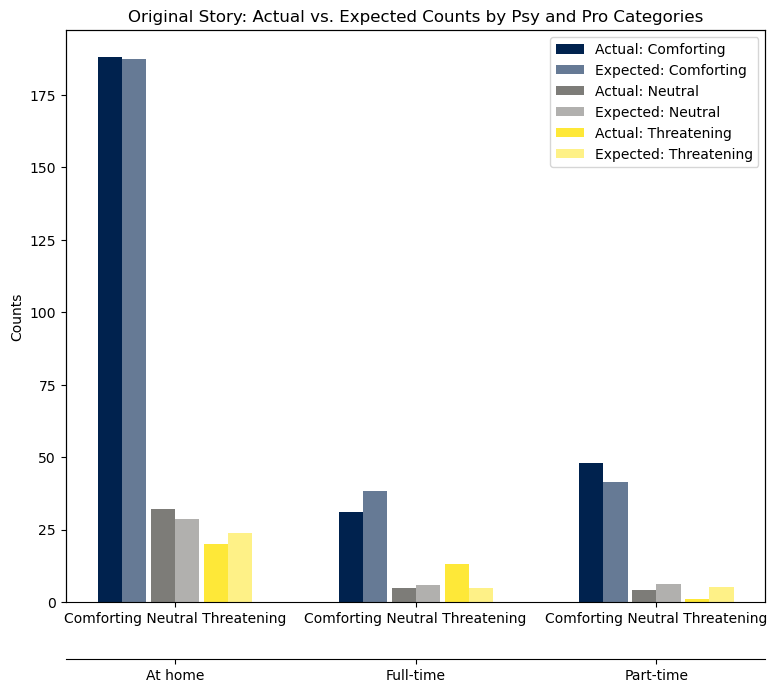 Original Story: Actual vs. Expected Counts by Psy and Pro Categories
Actual: Comforting
Expected: Comforting
Actual: Neutral
Expected: Neutral
Actual: Threatening
Expected: Threatening
Counts
175
150
125
100
75
50
25
0
Comforting Neutral Threatening
Comforting Neutral Threatening
Comforting Neutral Threatening
At home
Full-time
Part-time